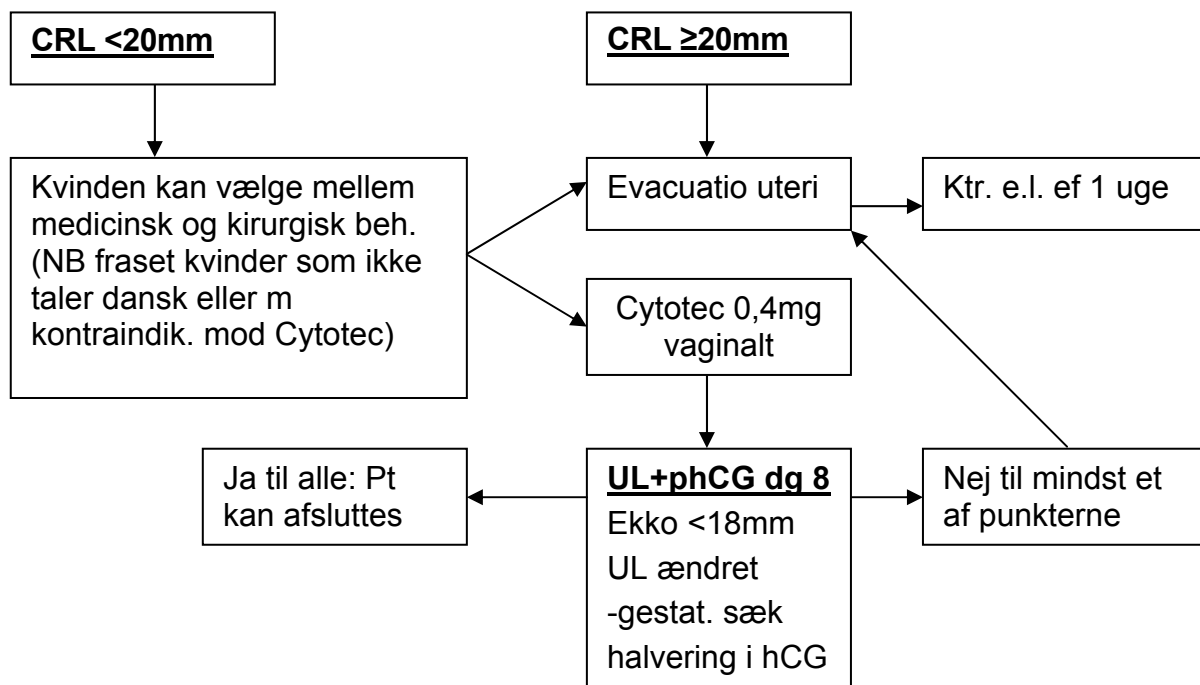 CRL <20mm
CRL ≥20mm
Kvinden kan vælge mellem
medicinsk og kirurgisk beh.
(NB fraset kvinder som ikke
taler dansk eller m
kontraindik. mod Cytotec)
Evacuatio uteri
Ktr. e.l. ef 1 uge
Cytotec 0,4mg
vaginalt
Ja til alle: Pt
kan afsluttes
UL+phCG dg 8
Ekko <18mm
UL ændret
-gestat. sæk
halvering i hCG
Nej til mindst et
af punkterne